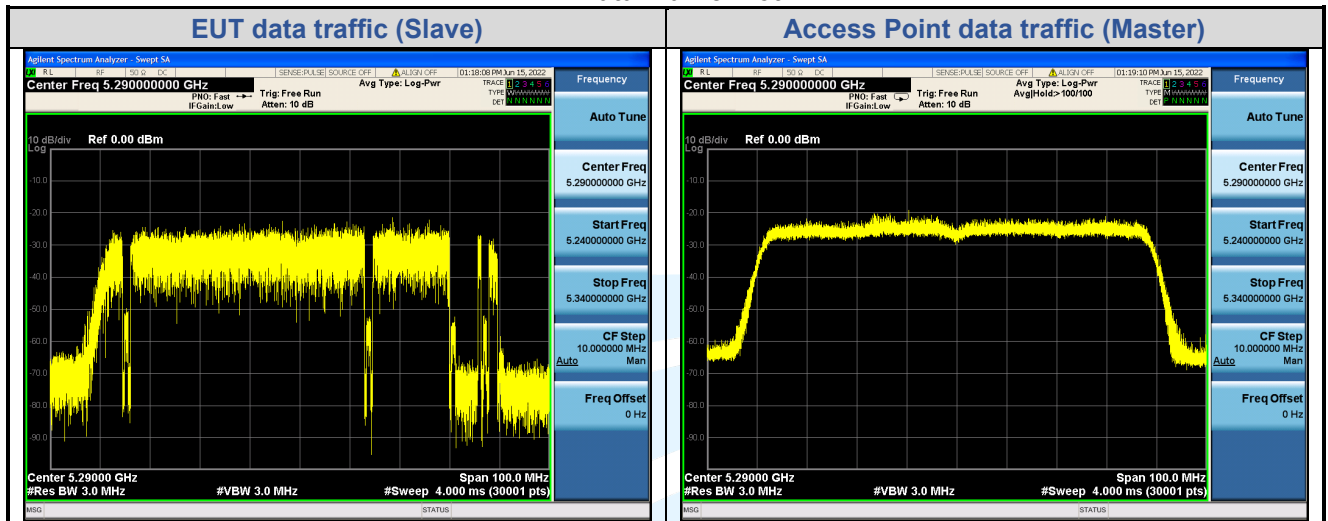 EUT data traffic (Slave)
Access Point data traffic (Master)
Agilent Spectrum Analyzer - Swept SA
RL RF 50 Ω DC SENSE:PULSE SOURCE OFF ALIGN OFF 01:18:08 PM Jun 15, 2022
Center Freq 5.290000000 GHz
Avg Type: Log-Pwr
TRACE 1 2 3 4 5 6
PNO: Fast
Trig: Free Run
TYPE
IFGain:Low
Atten: 10 dB
DET N N N N N N
10 dB/div Ref 0.00 dBm
Log
-10.0
-20.0
-30.0
-40.0
-50.0
-60.0
-70.0
-80.0
-90.0
Center 5.29000 GHz Span 100.0 MHz
#Res BW 3.0 MHz #VBW 3.0 MHz #Sweep 4.000 ms (30001 pts)
MSG STATUS
Frequency
Auto Tune
Center Freq
5.290000000 GHz
Start Freq
5.240000000 GHz
Stop Freq
5.340000000 GHz
CF Step
10.000000 MHz
Auto Man
Freq Offset
0 Hz
Agilent Spectrum Analyzer - Swept SA
RL RF 50 Ω DC SENSE:PULSE SOURCE OFF ALIGN OFF 01:19:10 PM Jun 15, 2022
Center Freq 5.290000000 GHz
Avg Type: Log-Pwr
TRACE 1 2 3 4 5 6
PNO: Fast
Trig: Free Run
Avg|Hold:>100/100
TYPE
IFGain:Low
Atten: 10 dB
DET P N N N N N
10 dB/div Ref 0.00 dBm
Log
-10.0
-20.0
-30.0
-40.0
-50.0
-60.0
-70.0
-80.0
-90.0
Center 5.29000 GHz Span 100.0 MHz
#Res BW 3.0 MHz #VBW 3.0 MHz #Sweep 4.000 ms (30001 pts)
MSG STATUS
Frequency
Auto Tune
Center Freq
5.290000000 GHz
Start Freq
5.240000000 GHz
Stop Freq
5.340000000 GHz
CF Step
10.000000 MHz
Auto Man
Freq Offset
0 Hz